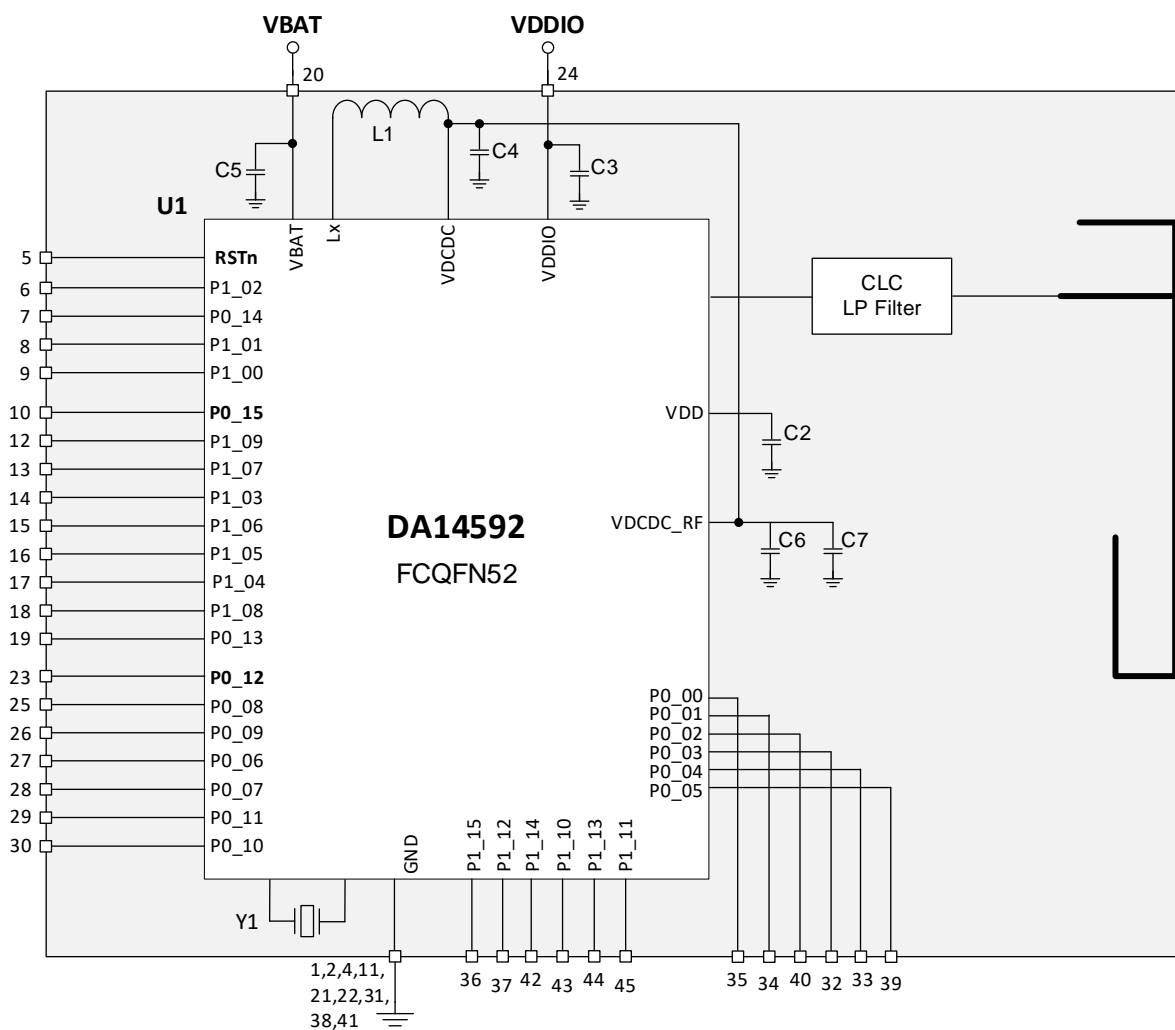 VBAT
VDDIO
20
24
L1
C5
C4
C3
U1
VBAT
Lx
VDCDC
VDDIO
5 RSTn
6 P1_02
7 P0_14
8 P1_01
9 P1_00
10 P0_15
12 P1_09
13 P1_07
14 P1_03
15 P1_06
16 P1_05
17 P1_04
18 P1_08
19 P0_13
23 P0_12
25 P0_08
26 P0_09
27 P0_06
28 P0_07
29 P0_11
30 P0_10
DA14592
FCQFN52
CLC
LP Filter
VDD
C2
VDCDC_RF
C6
C7
P0_00
P0_01
P0_02
P0_03
P0_04
P0_05
GND
P1_15
P1_12
P1_14
P1_10
P1_13
P1_11
Y1
1,2,4,11,
21,22,31,
38,41
36
37
42
43
44
45
35
34
40
32
33
39